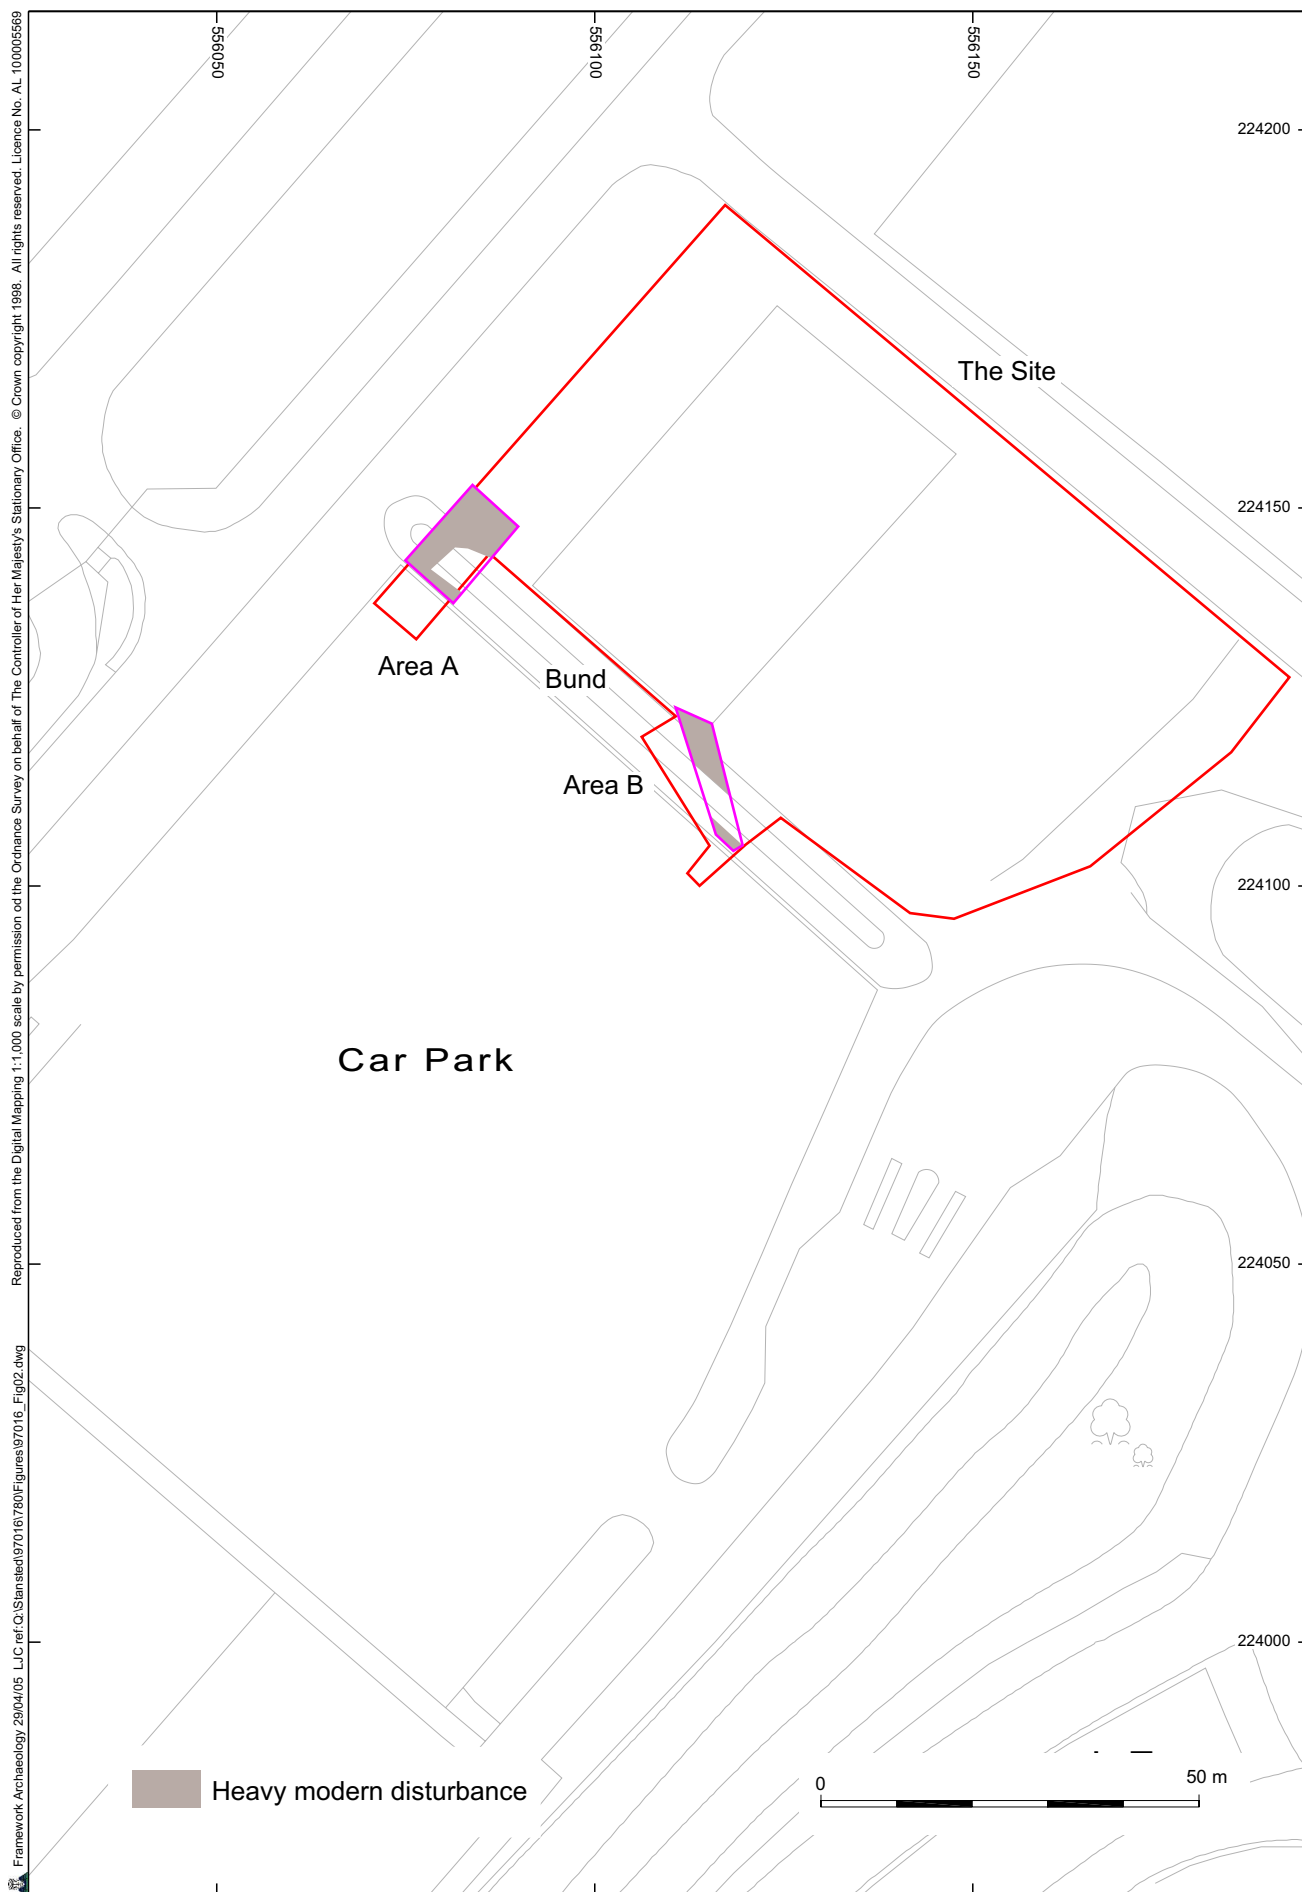 556050
556100
556150
224200
The Site
224150
Area A
Bund
Area B
224100
Car Park
224050
224000
Heavy modern disturbance
0
50 m
Reproduced from the Digital Mapping 1:1,000 scale by permission od the Ordnance Survey on behalf of The Controller of Her Majesty's Stationary Office. © Crown copyright 1998. All rights reserved. Licence No. AL 100005569
Framework Archaeology 29/04/05 LJC ref:Q:\Stansted\97016\780\Figures\97016_Fig02.dwg